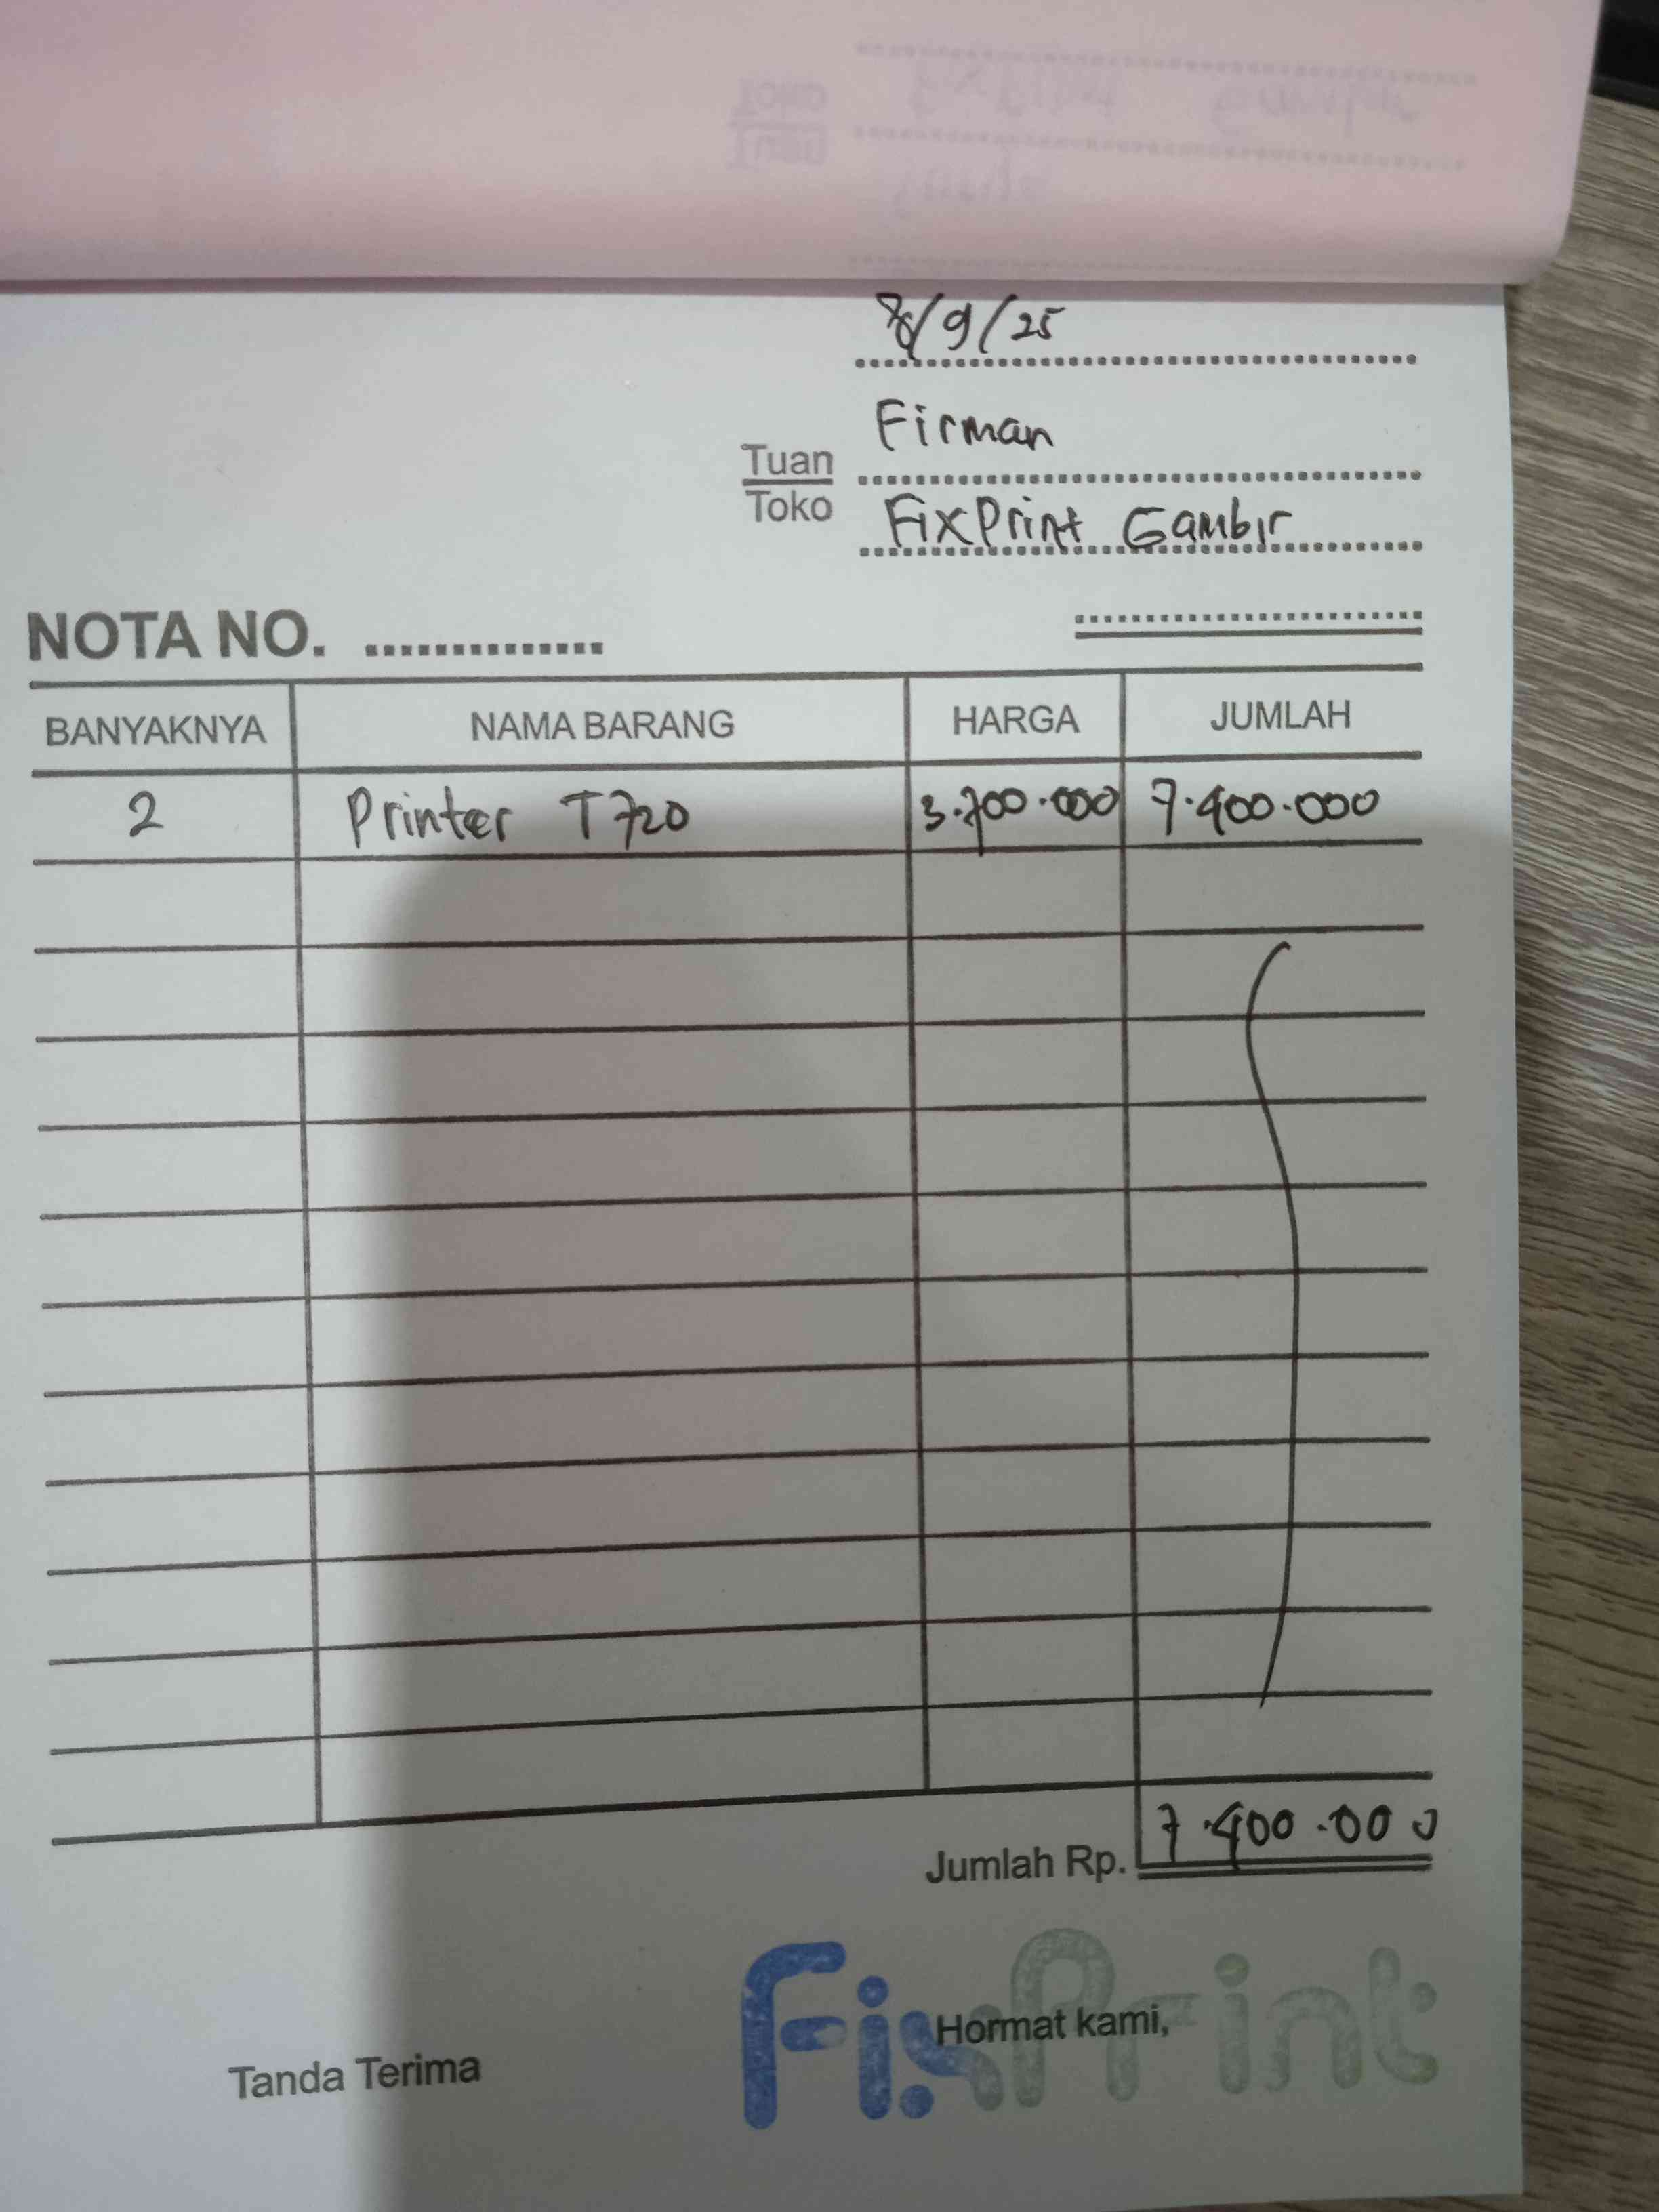 8/9/25
Firman
Tuan
Toko
FixPrint Gambir
NOTA NO. ..............
BANYAKNYA NAMA BARANG HARGA JUMLAH
2 Printer T720 3.700.000 7.400.000
Jumlah Rp. 7.400.000
FixPrint
Tanda Terima Hormat kami,